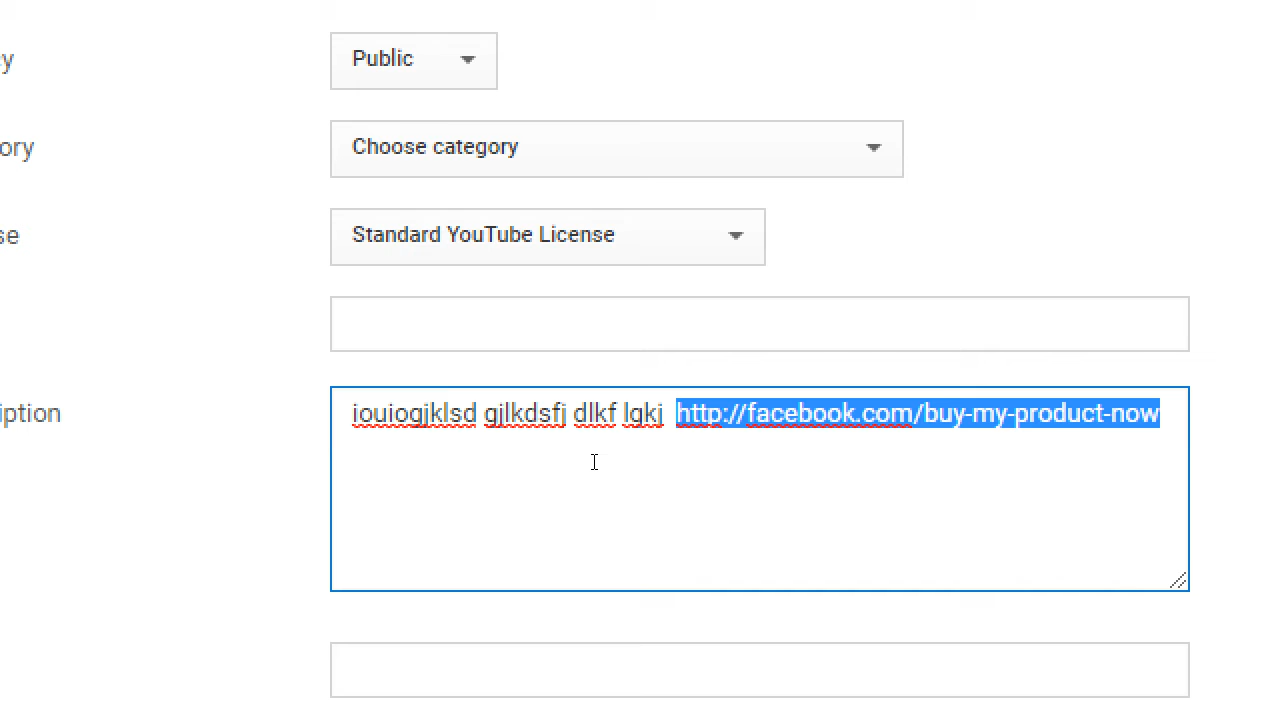 cy
Public
ory
Choose category
se
Standard YouTube License
iption
iouiogjklsd gjlkdsfj dlkf lgkj http://facebook.com/buy-my-product-now